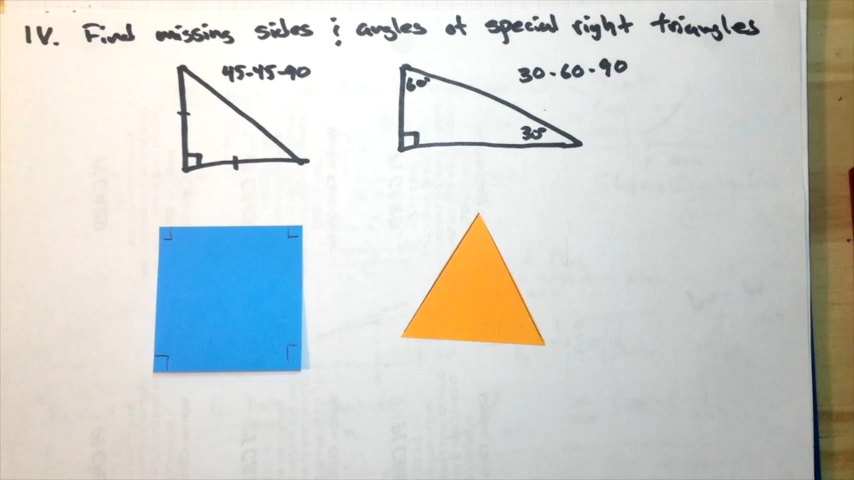 IV. Find missing sides & angles of special right triangles
45-45-90
30-60-90
60°
30°